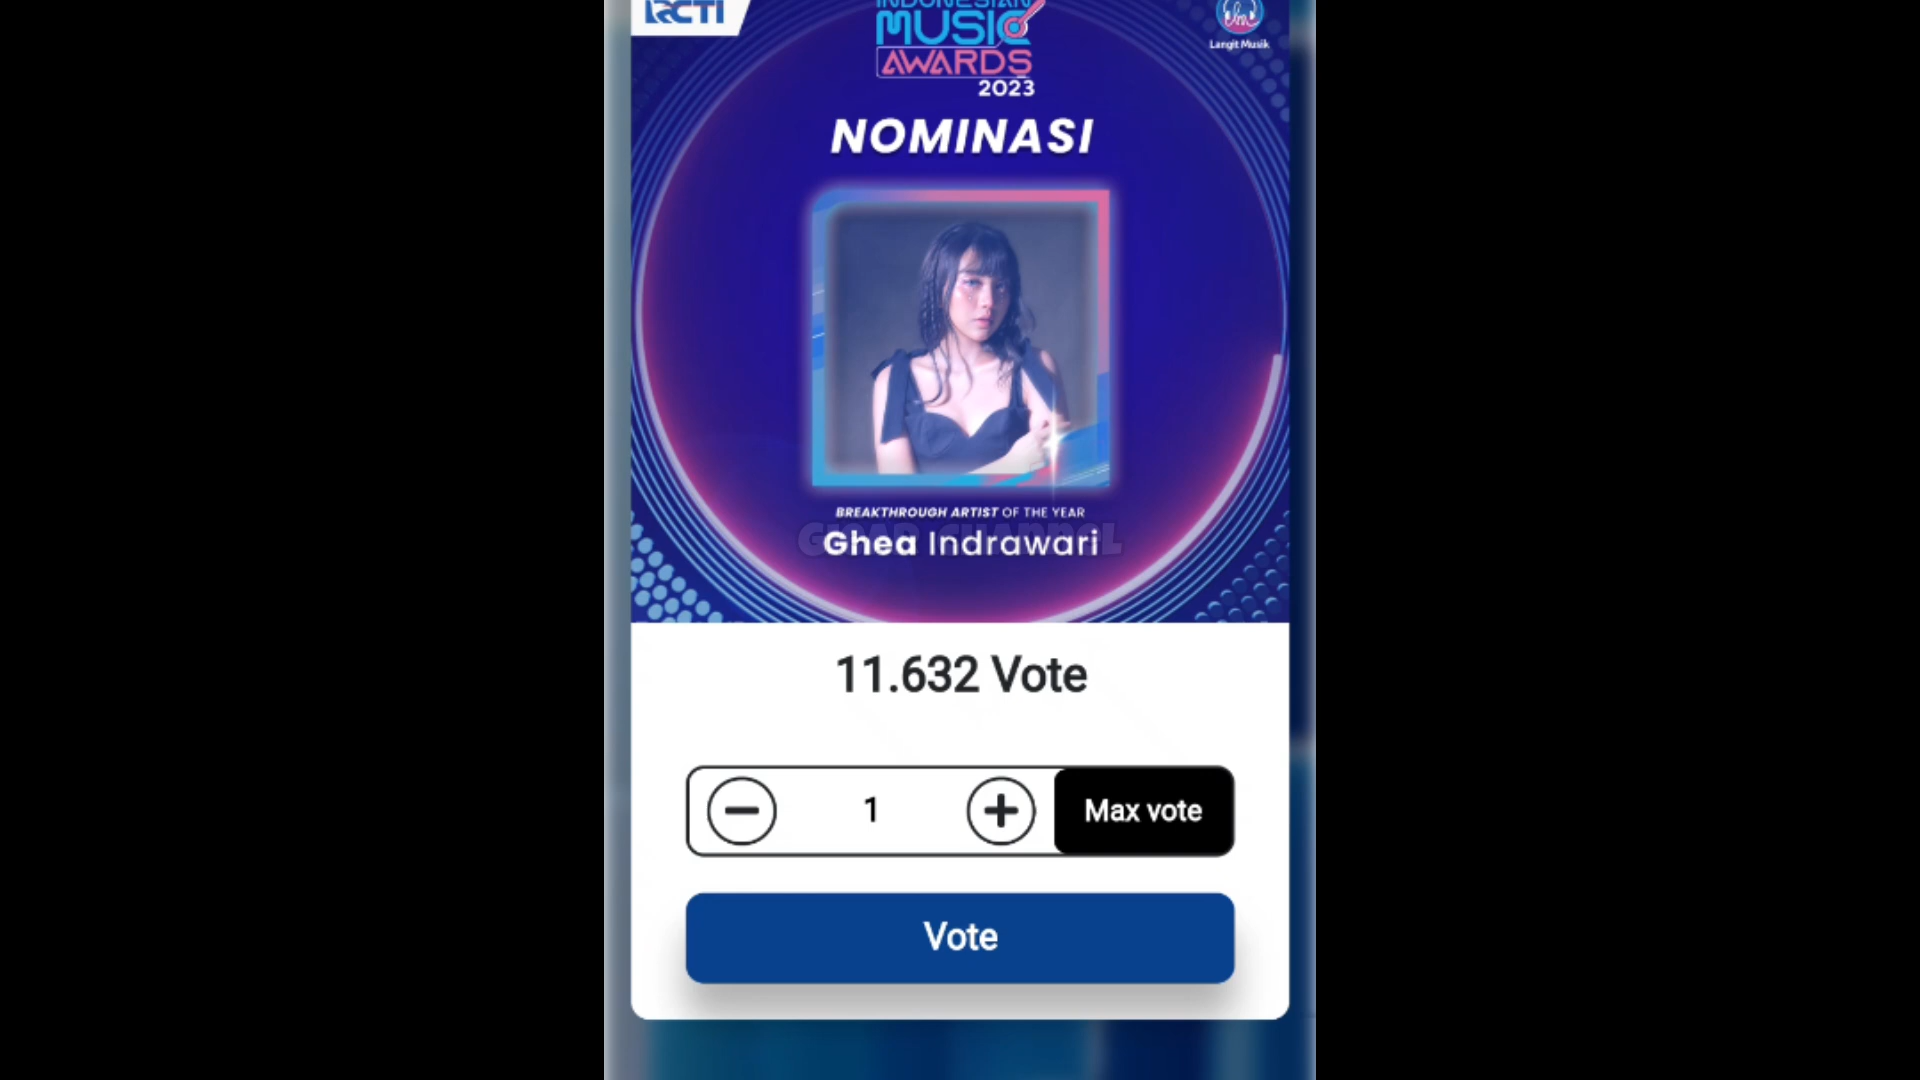 RCTI
INDONESIAN
MUSIC
AWARDS
2023
Langit Musik
NOMINASI
BREAKTHROUGH ARTIST OF THE YEAR
Ghea Indrawari
11.632 Vote
1
Max vote
Vote